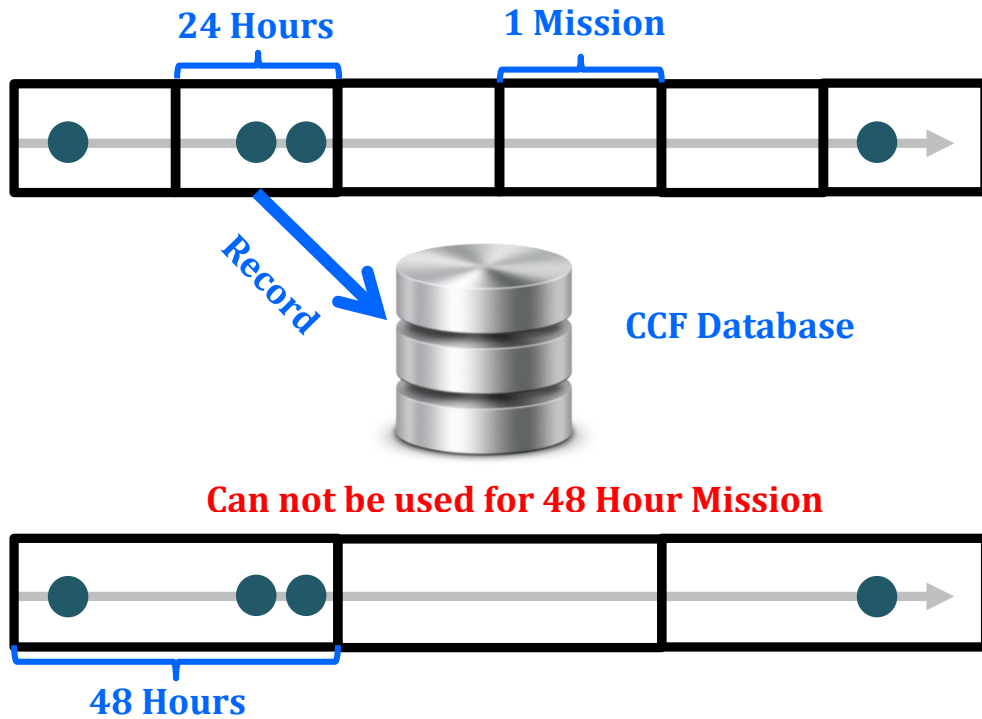 24 Hours
1 Mission
Record
CCF Database
Can not be used for 48 Hour Mission
48 Hours